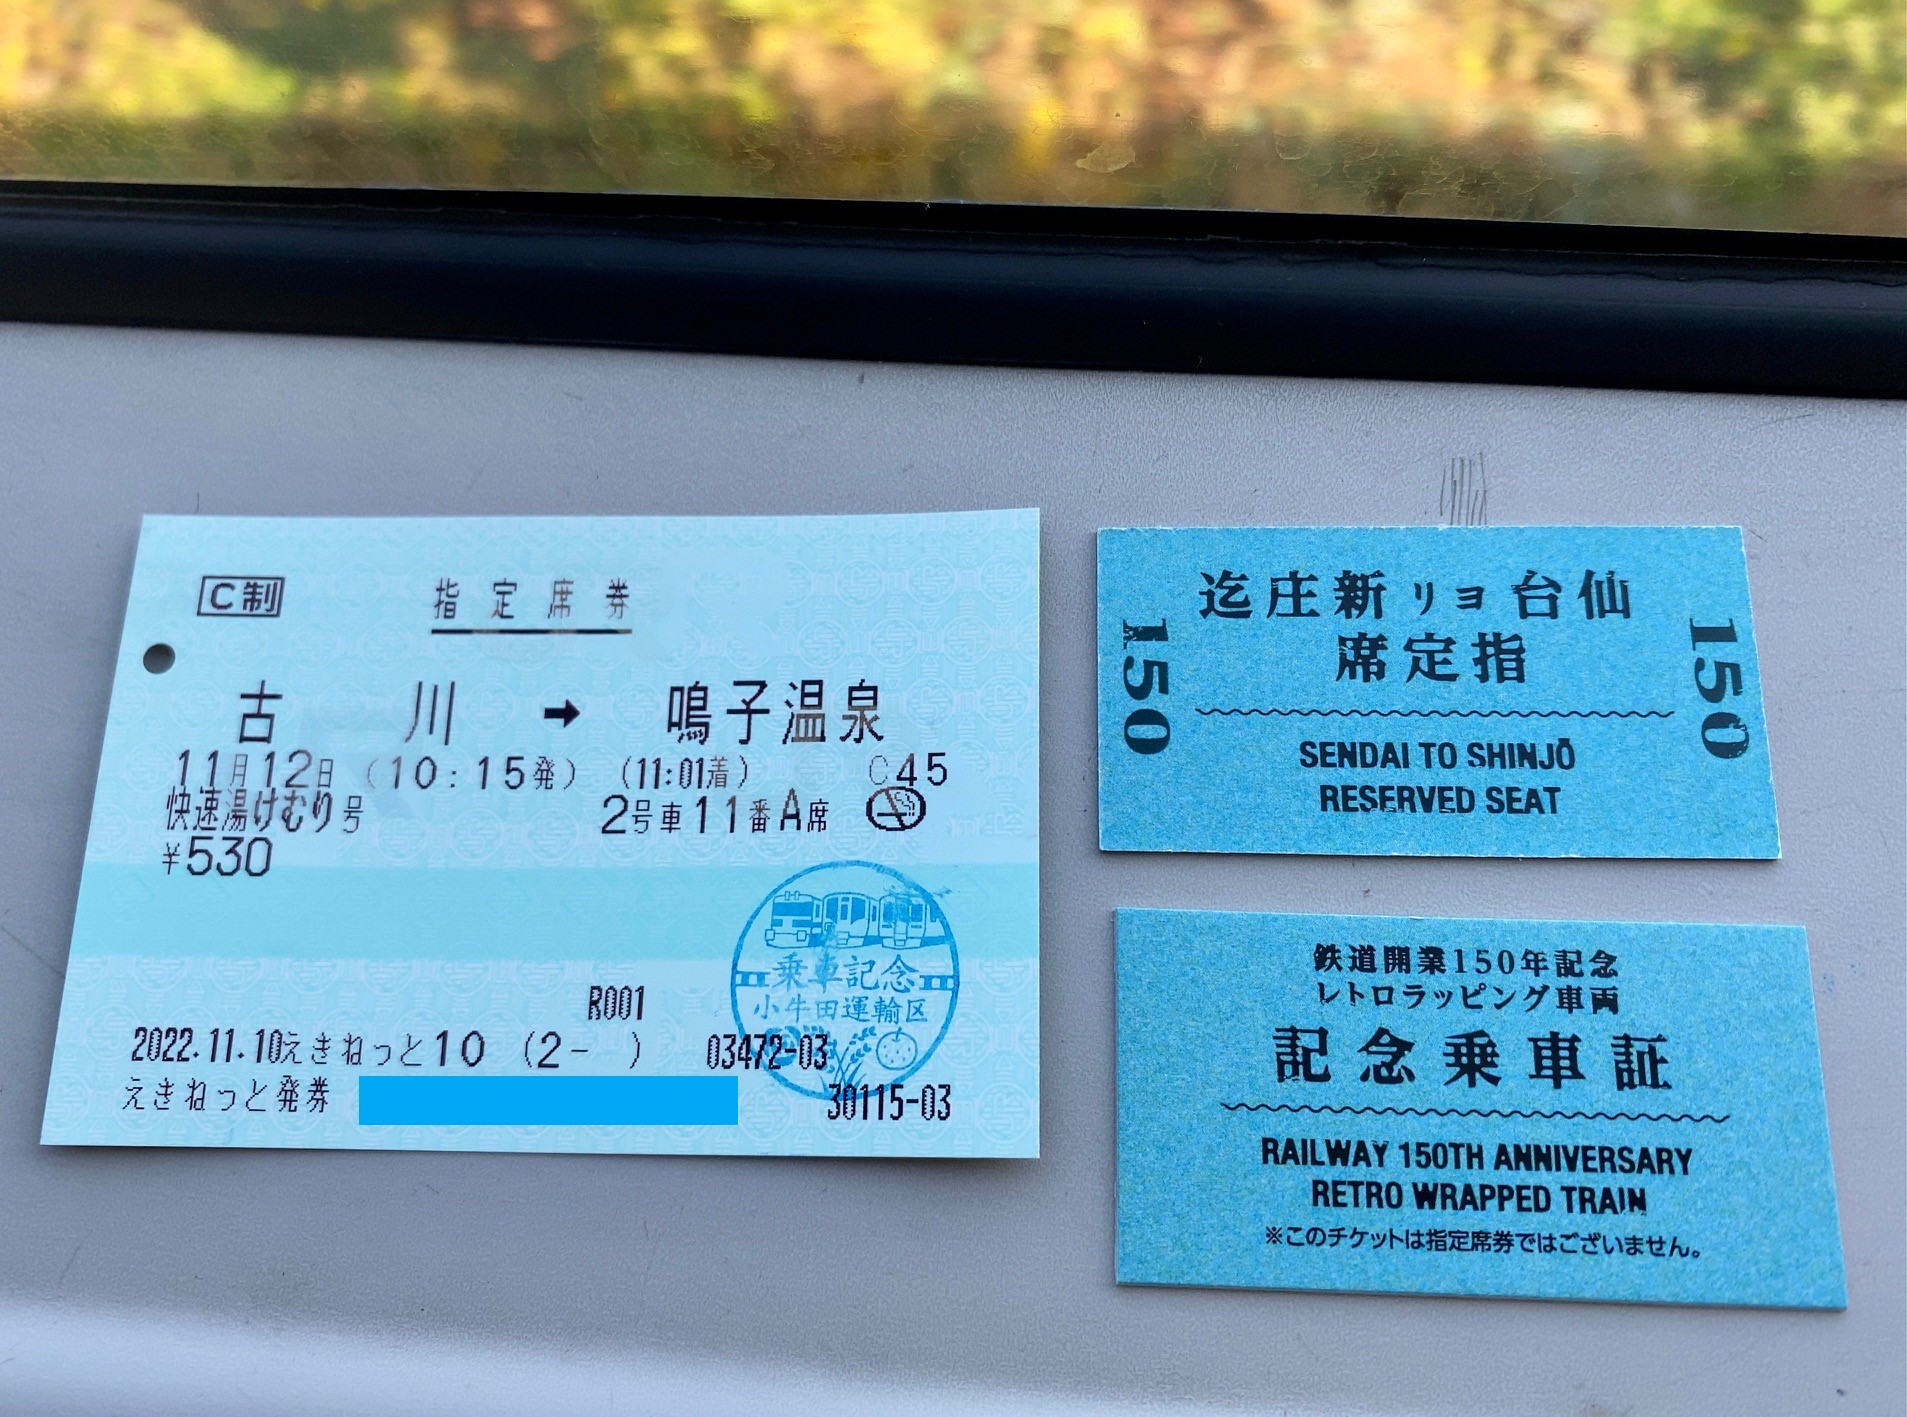 C制 指定席券
古川 → 鳴子温泉
11月12日 (10:15発) (11:01着) C45
快速湯けむり号 2号車11番A席
¥530
乗車記念
小牛田運輸区
R001
2022.11.10えきねっと10 (2- ) 03472-03
えきねっと発券 30115-03
迄庄新リヨ台仙
席定指
150
150
SENDAI TO SHINJŌ
RESERVED SEAT
鉄道開業150年記念
レトロラッピング車両
記念乗車証
RAILWAY 150TH ANNIVERSARY
RETRO WRAPPED TRAIN
※このチケットは指定席券ではございません。